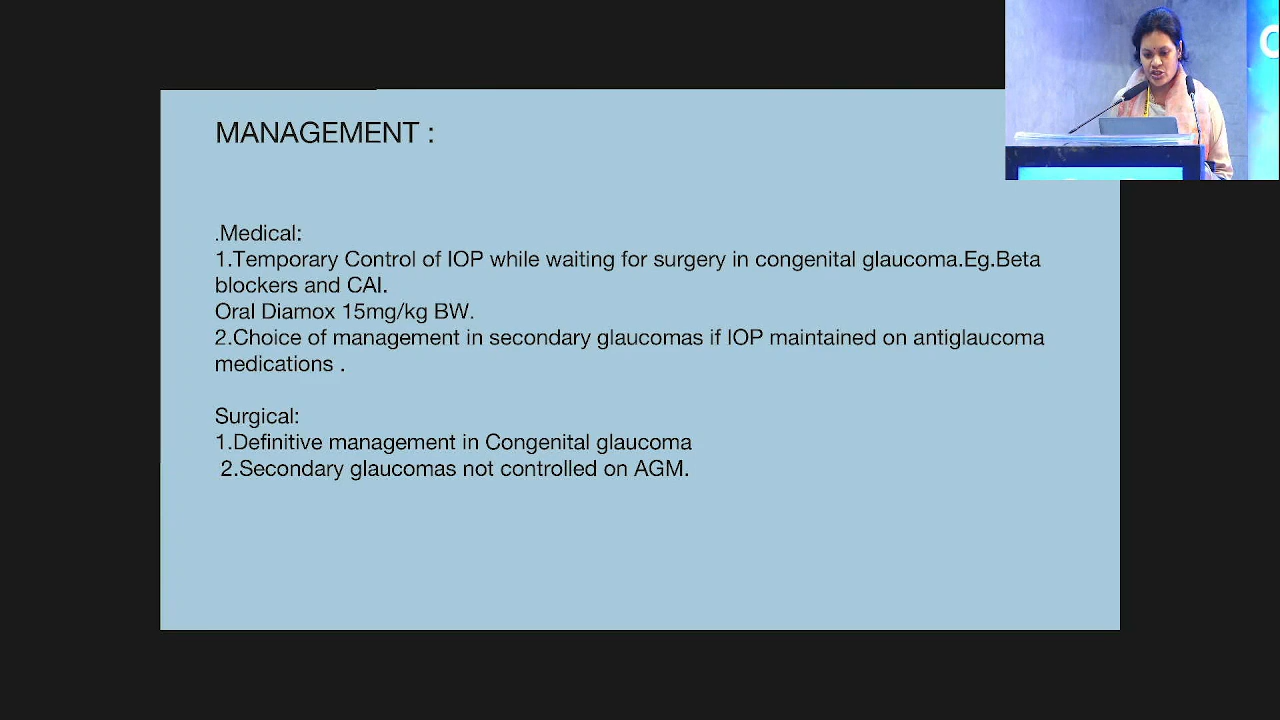 MANAGEMENT :
.Medical:
1.Temporary Control of IOP while waiting for surgery in congenital glaucoma.Eg.Beta
blockers and CAI.
Oral Diamox 15mg/kg BW.
2.Choice of management in secondary glaucomas if IOP maintained on antiglaucoma
medications .
Surgical:
1.Definitive management in Congenital glaucoma
2.Secondary glaucomas not controlled on AGM.